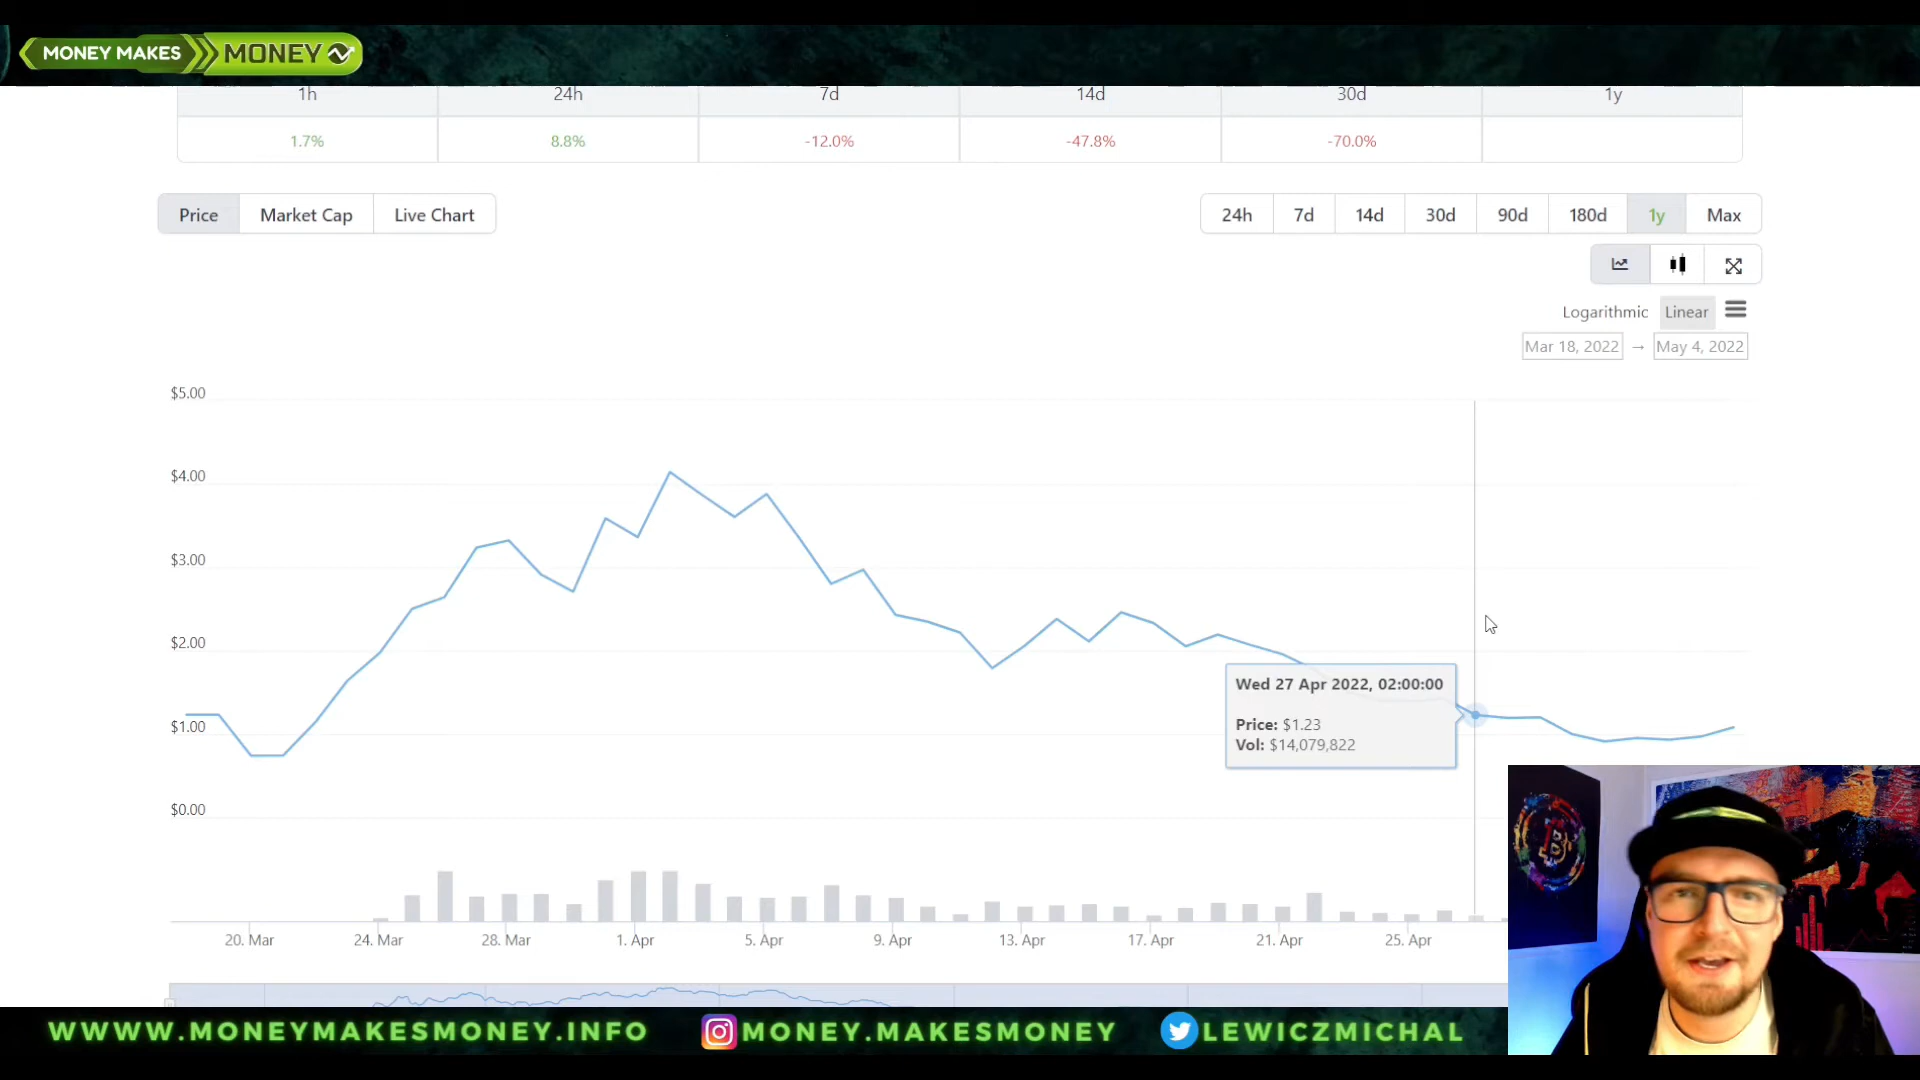 MONEY MAKES MONEY
1h 24h 7d 14d 30d 1y
1.7% 8.8% -12.0% -47.8% -70.0%
Price Market Cap Live Chart 24h 7d 14d 30d 90d 180d 1y Max
Logarithmic Linear
Mar 18, 2022 → May 4, 2022
$5.00
$4.00
$3.00
$2.00
$1.00
$0.00
Wed 27 Apr 2022, 02:00:00
Price: $1.23
Vol: $14,079,822
20. Mar 24. Mar 28. Mar 1. Apr 5. Apr 9. Apr 13. Apr 17. Apr 21. Apr 25. Apr
WWWW.MONEYMAKESMONEY.INFO MONEY.MAKESMONEY LEWICZMICHAL